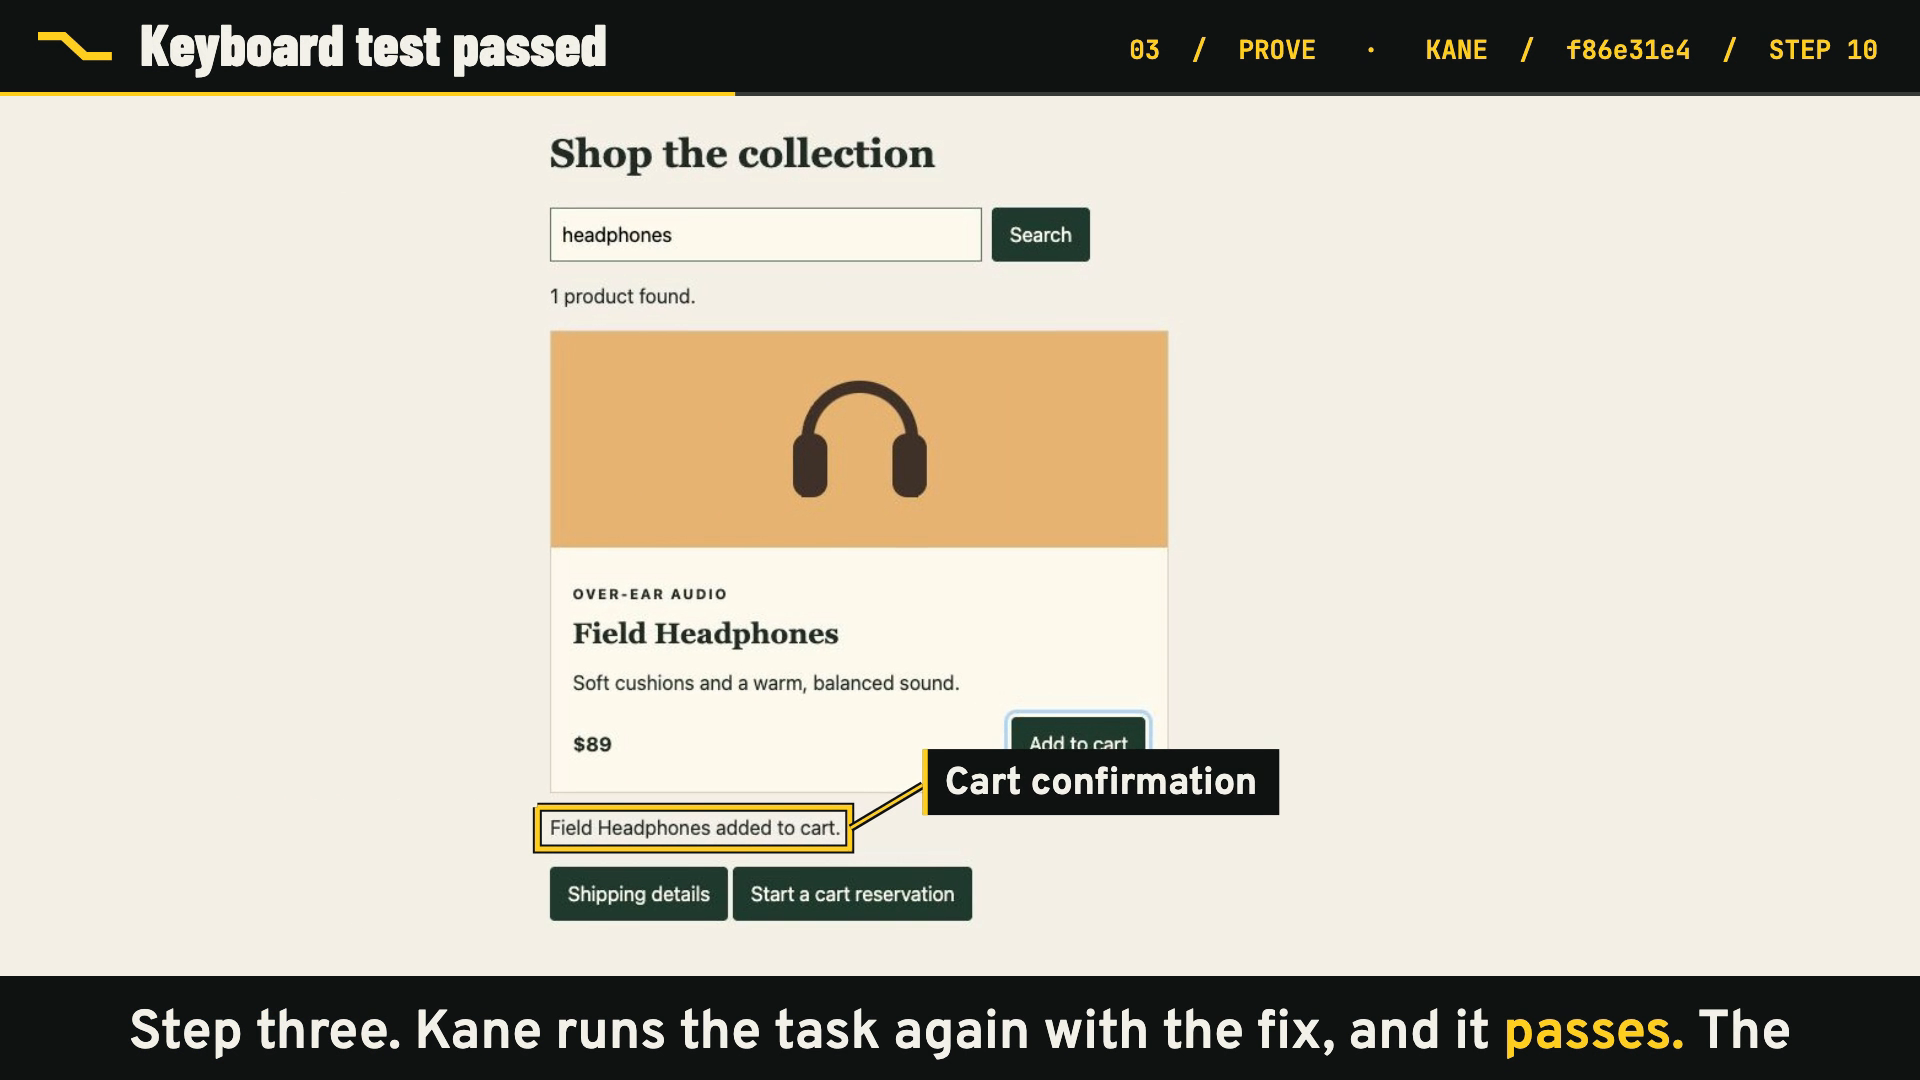 Keyboard test passed
03 / PROVE · KANE / f86e31e4 / STEP 10
Shop the collection
headphones
Search
1 product found.
OVER-EAR AUDIO
Field Headphones
Soft cushions and a warm, balanced sound.
$89
Add to cart
Cart confirmation
Field Headphones added to cart.
Shipping details
Start a cart reservation
Step three. Kane runs the task again with the fix, and it passes. The